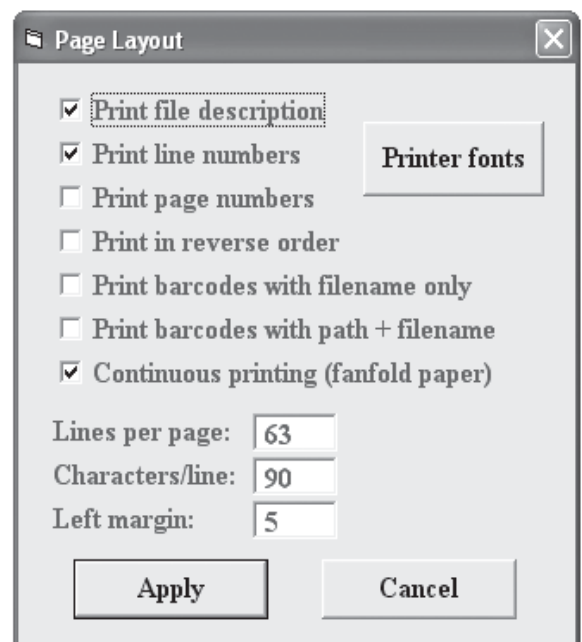 Page Layout
Print file description
Print line numbers
Printer fonts
Print page numbers
Print in reverse order
Print barcodes with filename only
Print barcodes with path + filename
Continuous printing (fanfold paper)
Lines per page: 63
Characters/line: 90
Left margin: 5
Apply Cancel